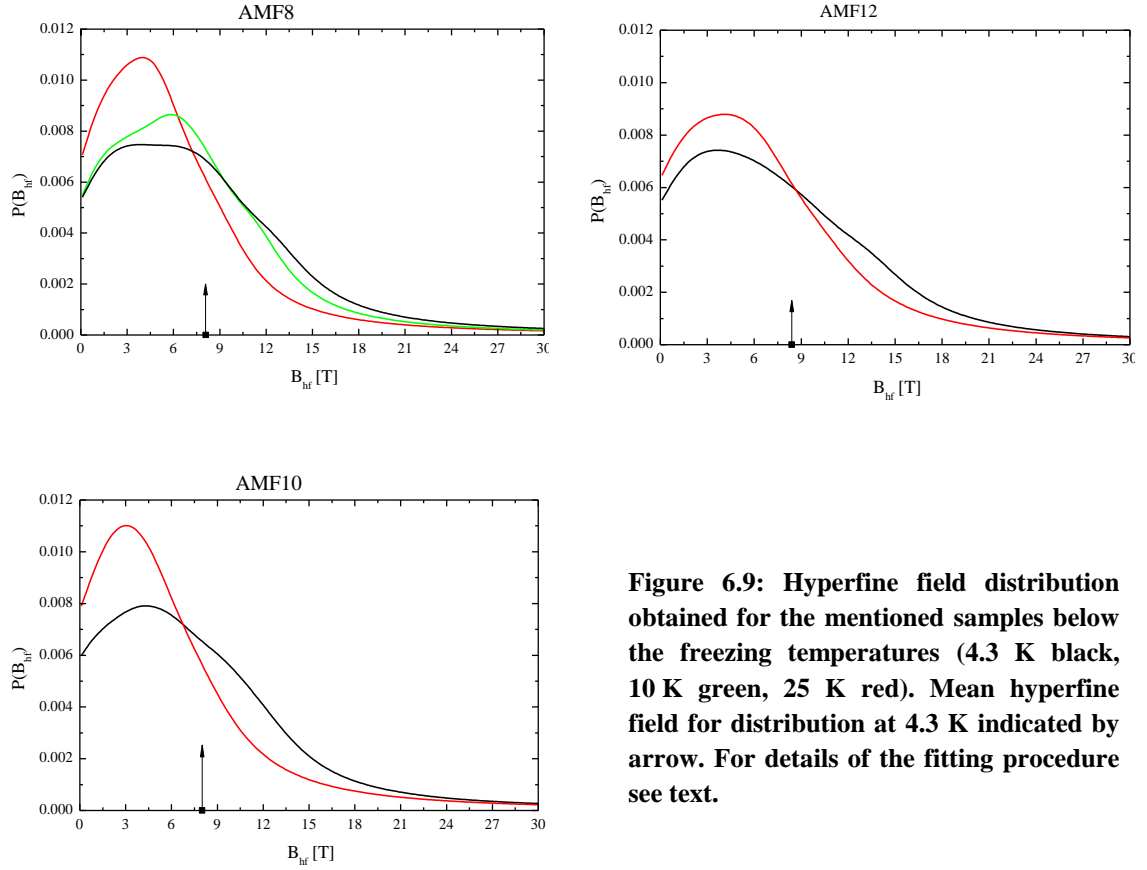 AMF8
0.012
0.010
0.008
0.006
0.004
0.002
0.000
P(B_hf)
0 3 6 9 12 15 18 21 24 27 30
B_hf [T]
AMF12
0.012
0.010
0.008
0.006
0.004
0.002
0.000
P(B_hf)
0 3 6 9 12 15 18 21 24 27 30
B_hf [T]
AMF10
0.012
0.010
0.008
0.006
0.004
0.002
0.000
P(B_hf)
0 3 6 9 12 15 18 21 24 27 30
B_hf [T]
Figure 6.9: Hyperfine field distribution
obtained for the mentioned samples below
the freezing temperatures (4.3 K black,
10 K green, 25 K red). Mean hyperfine
field for distribution at 4.3 K indicated by
arrow. For details of the fitting procedure
see text.